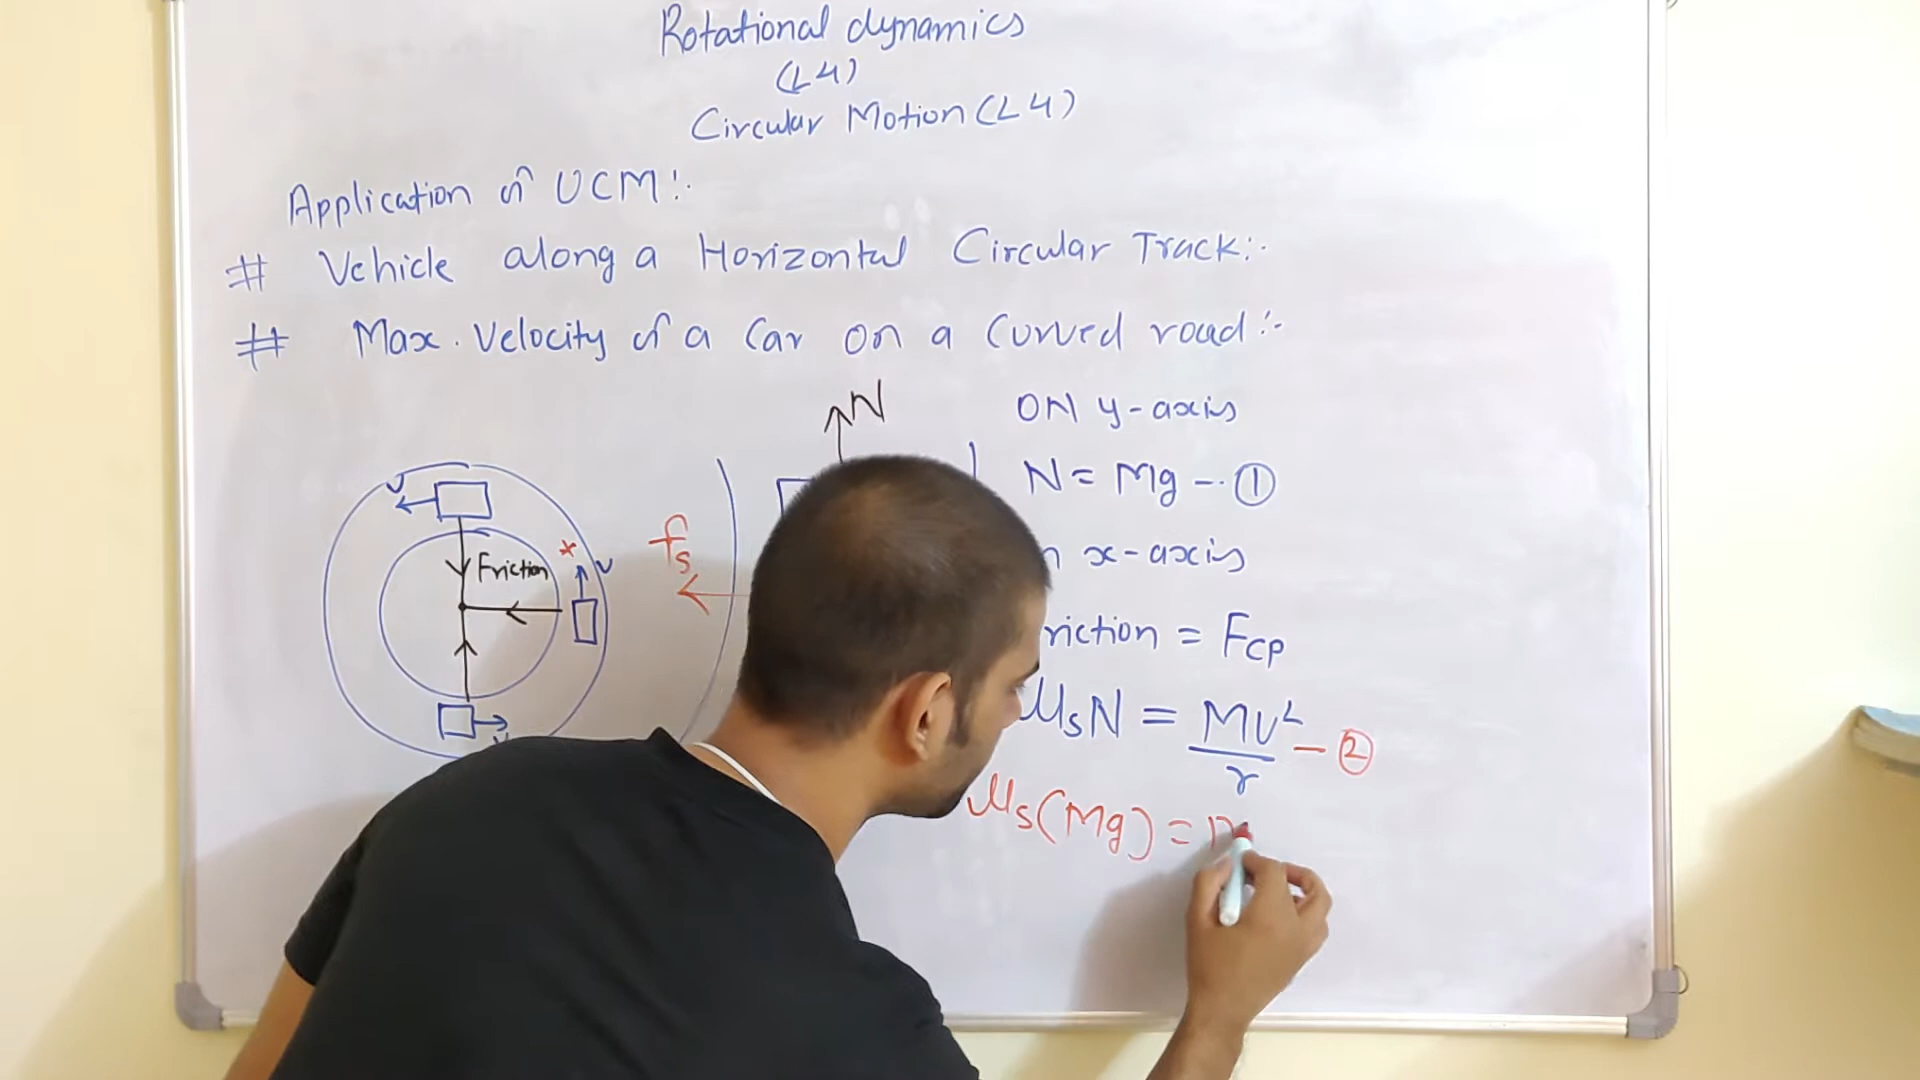 Rotational dynamics
(L4)
Circular Motion (L4)
Application of UCM:-
# Vehicle along a Horizontal Circular Track:-
# Max. Velocity of a Car on a Curved road:-
N
ON y-axis
N = Mg -- ①
x-axis
fs
Friction
v
v
v
riction = Fcp
μsN = Mv²/r - ②
μs(Mg) =